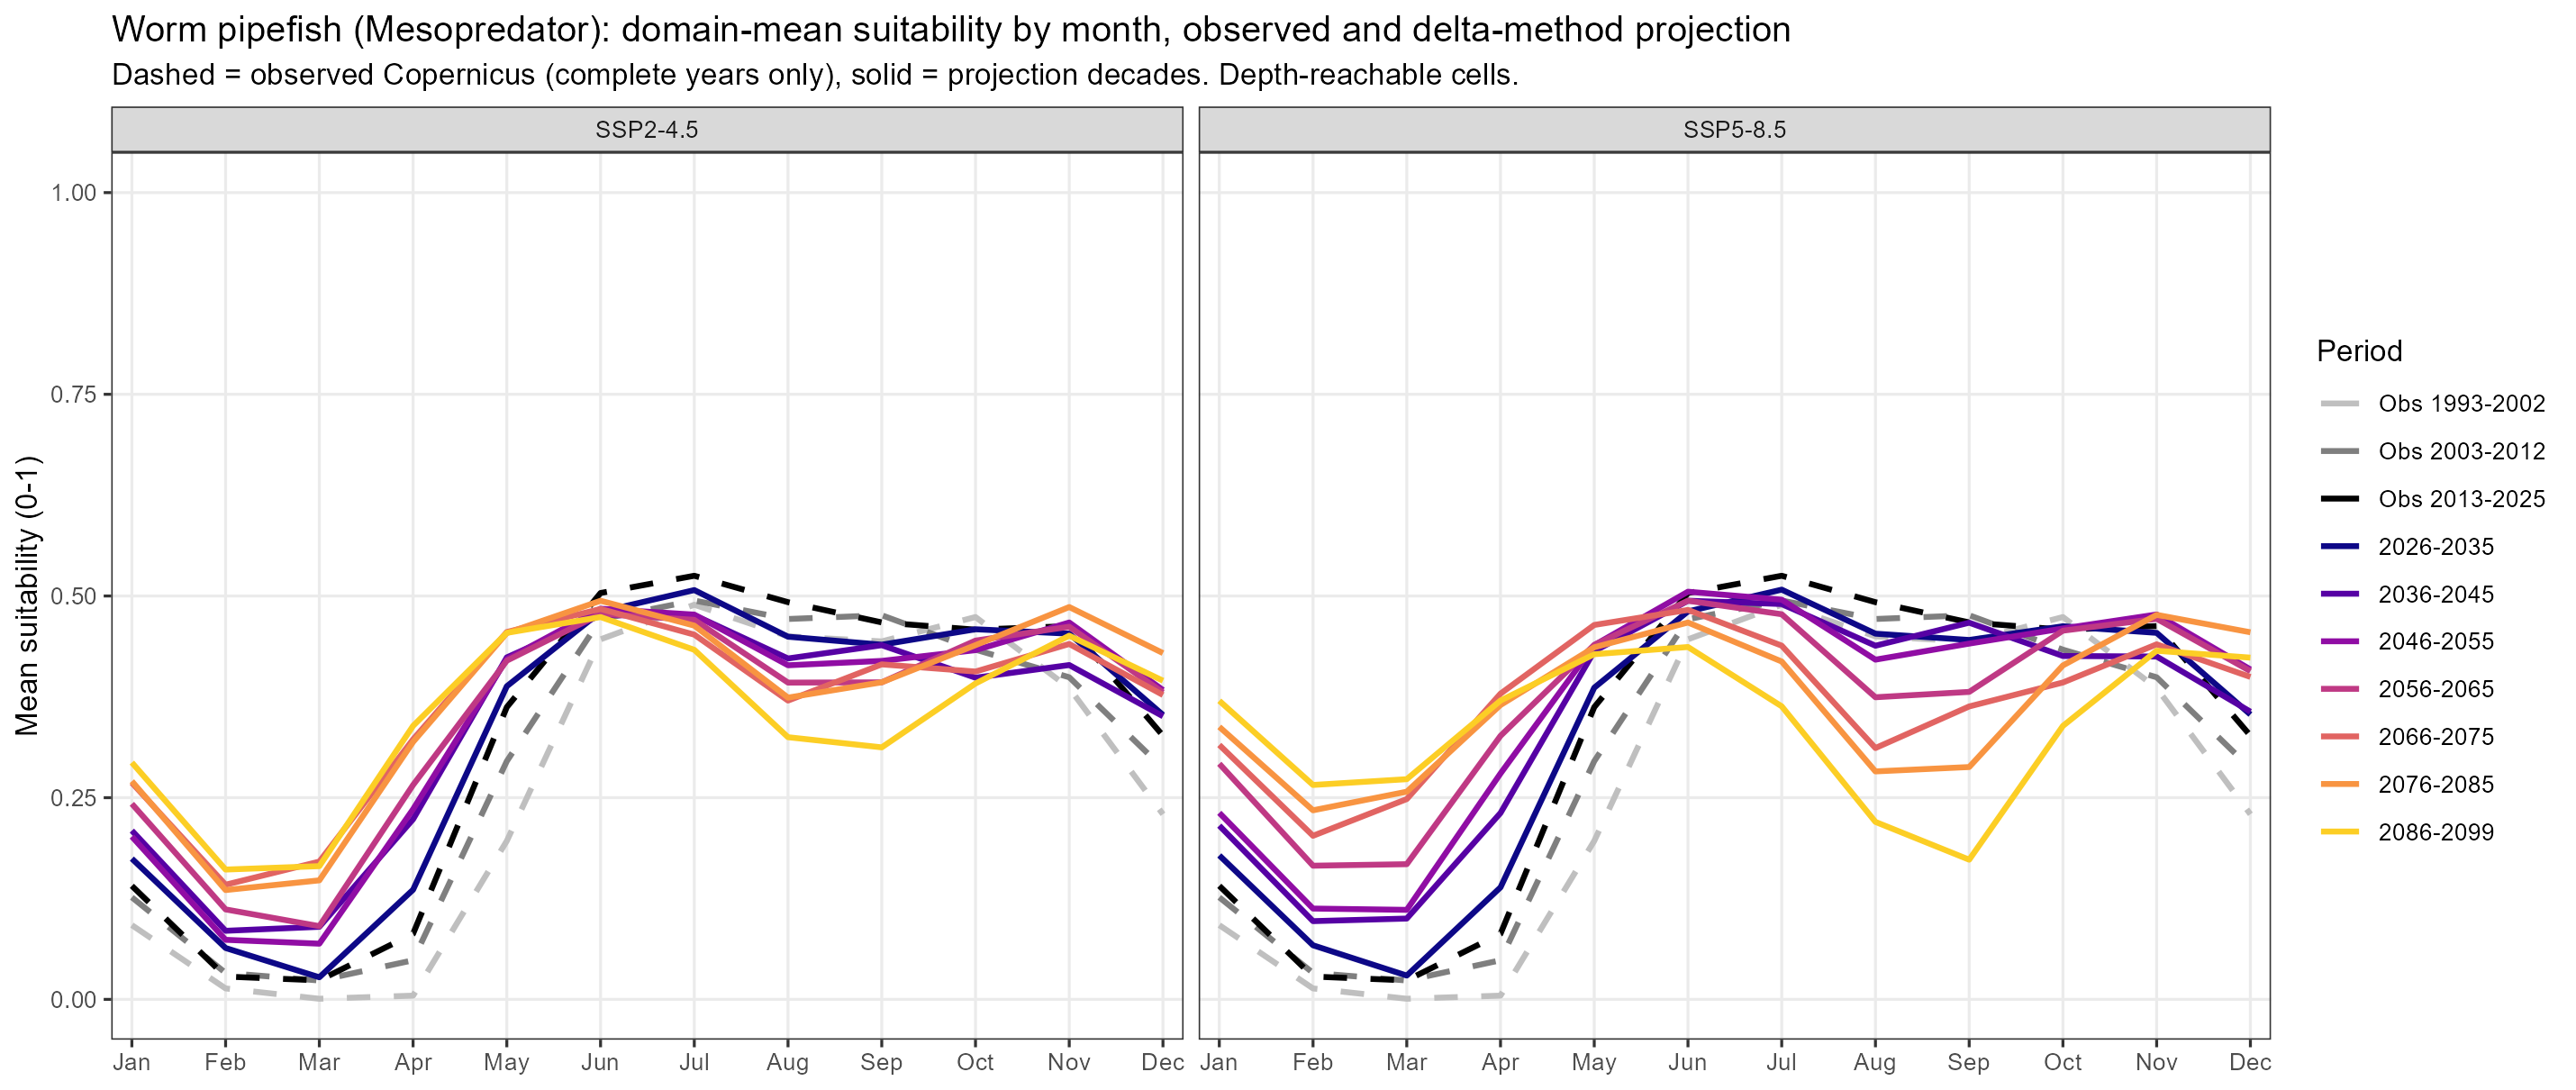 Worm pipefish (Mesopredator): domain-mean suitability by month, observed and delta-method projection
Dashed = observed Copernicus (complete years only), solid = projection decades. Depth-reachable cells.
SSP2-4.5
SSP5-8.5
Mean suitability (0-1)
1.00
0.75
0.50
0.25
0.00
Jan Feb Mar Apr May Jun Jul Aug Sep Oct Nov Dec
Jan Feb Mar Apr May Jun Jul Aug Sep Oct Nov Dec
Period
Obs 1993-2002
Obs 2003-2012
Obs 2013-2025
2026-2035
2036-2045
2046-2055
2056-2065
2066-2075
2076-2085
2086-2099